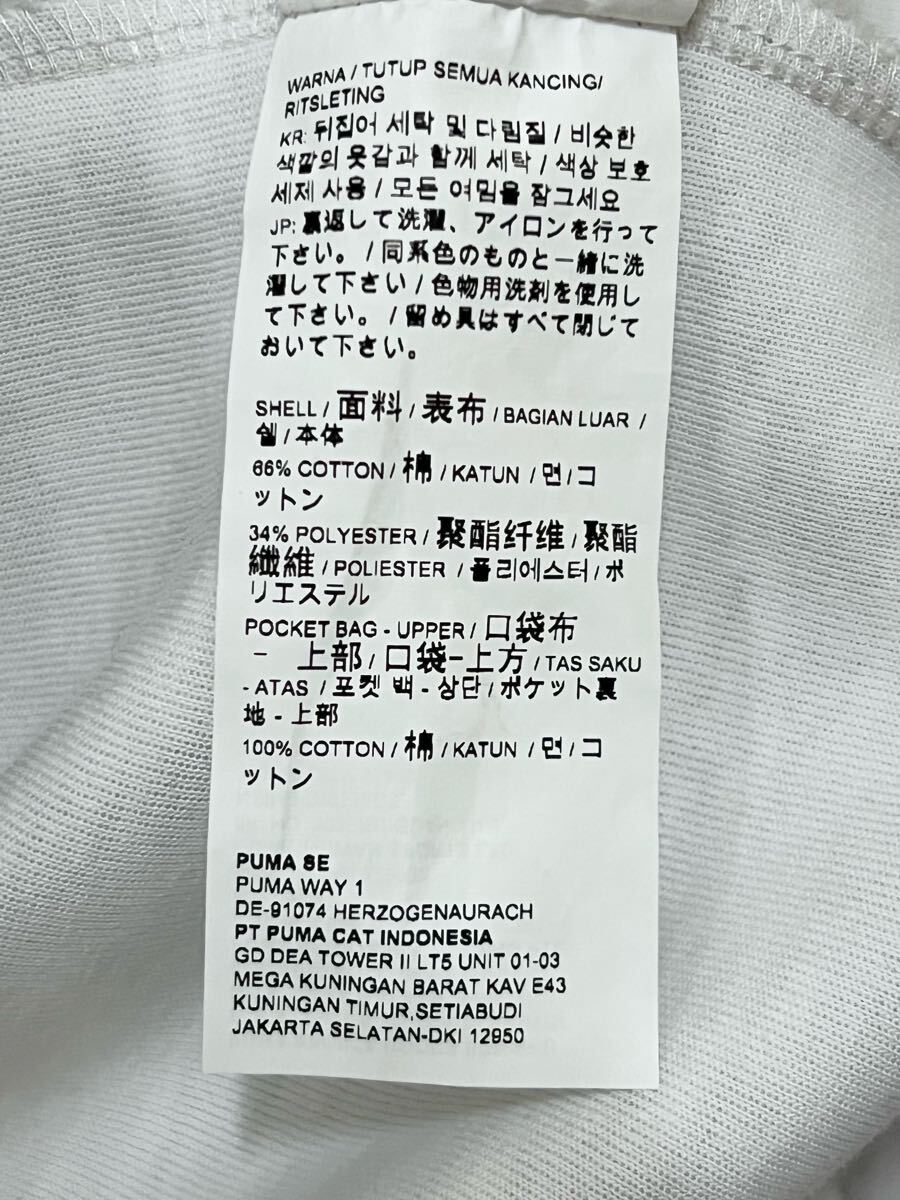 WARNA / TUTUP SEMUA KANCING/
RITSLETING
KR: 뒤집어 세탁 및 다림질 / 비슷한
색깔의 옷감과 함께 세탁 / 색상 보호
세제 사용 / 모든 여밈을 잠그세요
JP: 裏返して洗濯、アイロンを行って
下さい。 / 同系色のものと一緒に洗
濯して下さい / 色物用洗剤を使用し
て下さい。 / 留め具はすべて閉じて
おいて下さい。
SHELL / 面料 / 表布 / BAGIAN LUAR /
쉘 / 本体
66% COTTON / 棉 / KATUN / 면 / コ
ットン
34% POLYESTER / 聚酯纤维 / 聚酯
纖維 / POLIESTER / 폴리에스터 / ポ
リエステル
POCKET BAG - UPPER / 口袋布
- 上部 / 口袋-上方 / TAS SAKU
- ATAS / 포켓 백 - 상단 / ポケット裏
地 - 上部
100% COTTON / 棉 / KATUN / 면 / コ
ットン
PUMA SE
PUMA WAY 1
DE-91074 HERZOGENAURACH
PT PUMA CAT INDONESIA
GD DEA TOWER II LT5 UNIT 01-03
MEGA KUNINGAN BARAT KAV E43
KUNINGAN TIMUR,SETIABUDI
JAKARTA SELATAN-DKI 12950